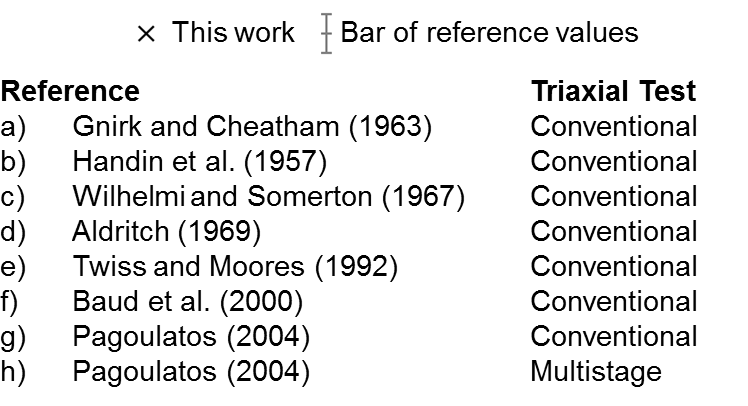 × This work Bar of reference values
Reference Triaxial Test
a) Gnirk and Cheatham (1963) Conventional
b) Handin et al. (1957) Conventional
c) Wilhelmi and Somerton (1967) Conventional
d) Aldritch (1969) Conventional
e) Twiss and Moores (1992) Conventional
f) Baud et al. (2000) Conventional
g) Pagoulatos (2004) Conventional
h) Pagoulatos (2004) Multistage